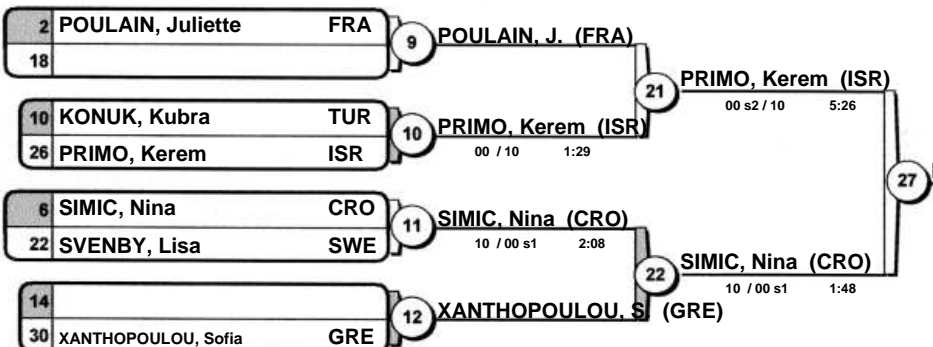 2 POULAIN, Juliette FRA
18
9
POULAIN, J. (FRA)
10 KONUK, Kubra TUR
26 PRIMO, Kerem ISR
10
PRIMO, Kerem (ISR)
00 / 10 1:29
21
PRIMO, Kerem (ISR)
00 s2 / 10 5:26
6 SIMIC, Nina CRO
22 SVENBY, Lisa SWE
11
SIMIC, Nina (CRO)
10 / 00 s1 2:08
14
30 XANTHOPOULOU, Sofia GRE
12
XANTHOPOULOU, S. (GRE)
22
SIMIC, Nina (CRO)
10 / 00 s1 1:48
27